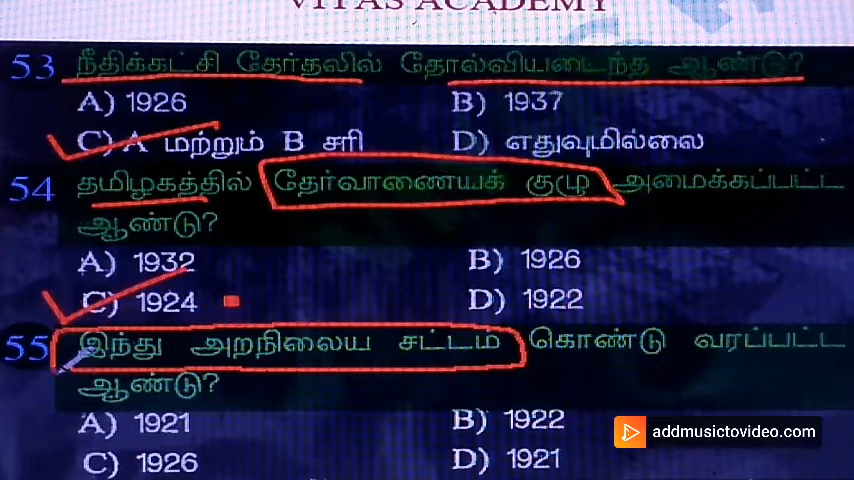 VITAS ACADEMY
53 நீதிக்கட்சி தேர்தலில் தோல்வியடைந்த ஆண்டு?
A) 1926 B) 1937
C) A மற்றும் B சரி D) எதுவுமில்லை
54 தமிழகத்தில் தேர்வாணையக் குழு அமைக்கப்பட்ட
ஆண்டு?
A) 1932 B) 1926
C) 1924 D) 1922
55 இந்து அறநிலைய சட்டம் கொண்டு வரப்பட்ட
ஆண்டு?
A) 1921 B) 1922
C) 1926 D) 1921
addmusictovideo.com